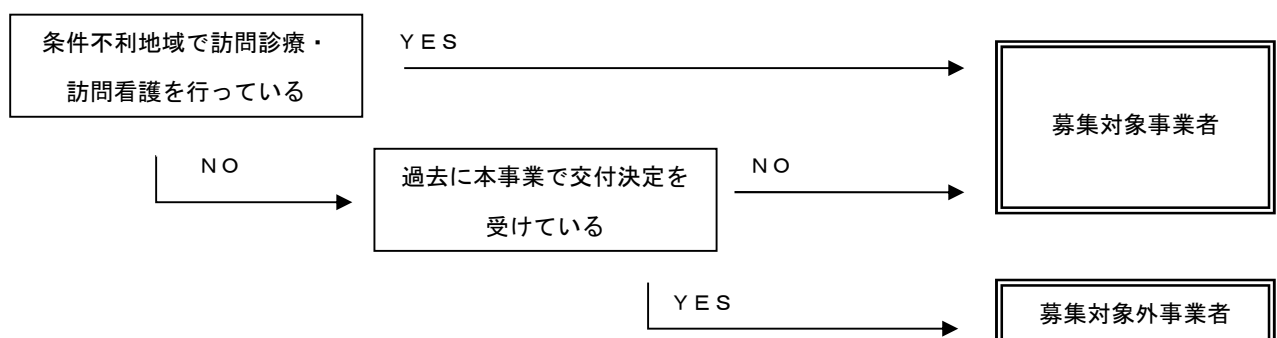 条件不利地域で訪問診療・
訪問看護を行っている
ＹＥＳ
募集対象事業者
ＮＯ
過去に本事業で交付決定を
受けている
ＮＯ
ＹＥＳ
募集対象外事業者